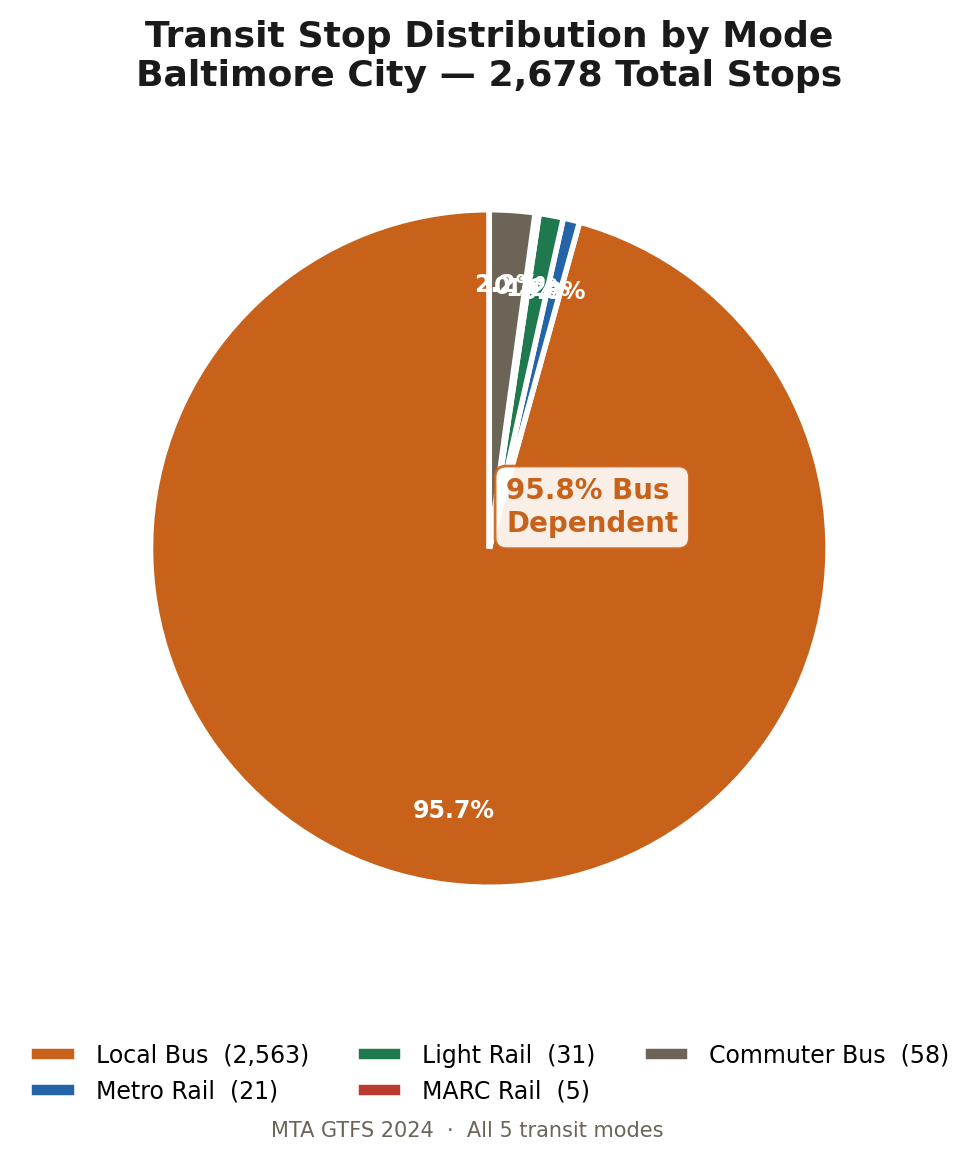 Transit Stop Distribution by Mode
Baltimore City — 2,678 Total Stops
95.8% Bus
Dependent
95.7%
Local Bus (2,563)
Light Rail (31)
Commuter Bus (58)
Metro Rail (21)
MARC Rail (5)
MTA GTFS 2024 · All 5 transit modes